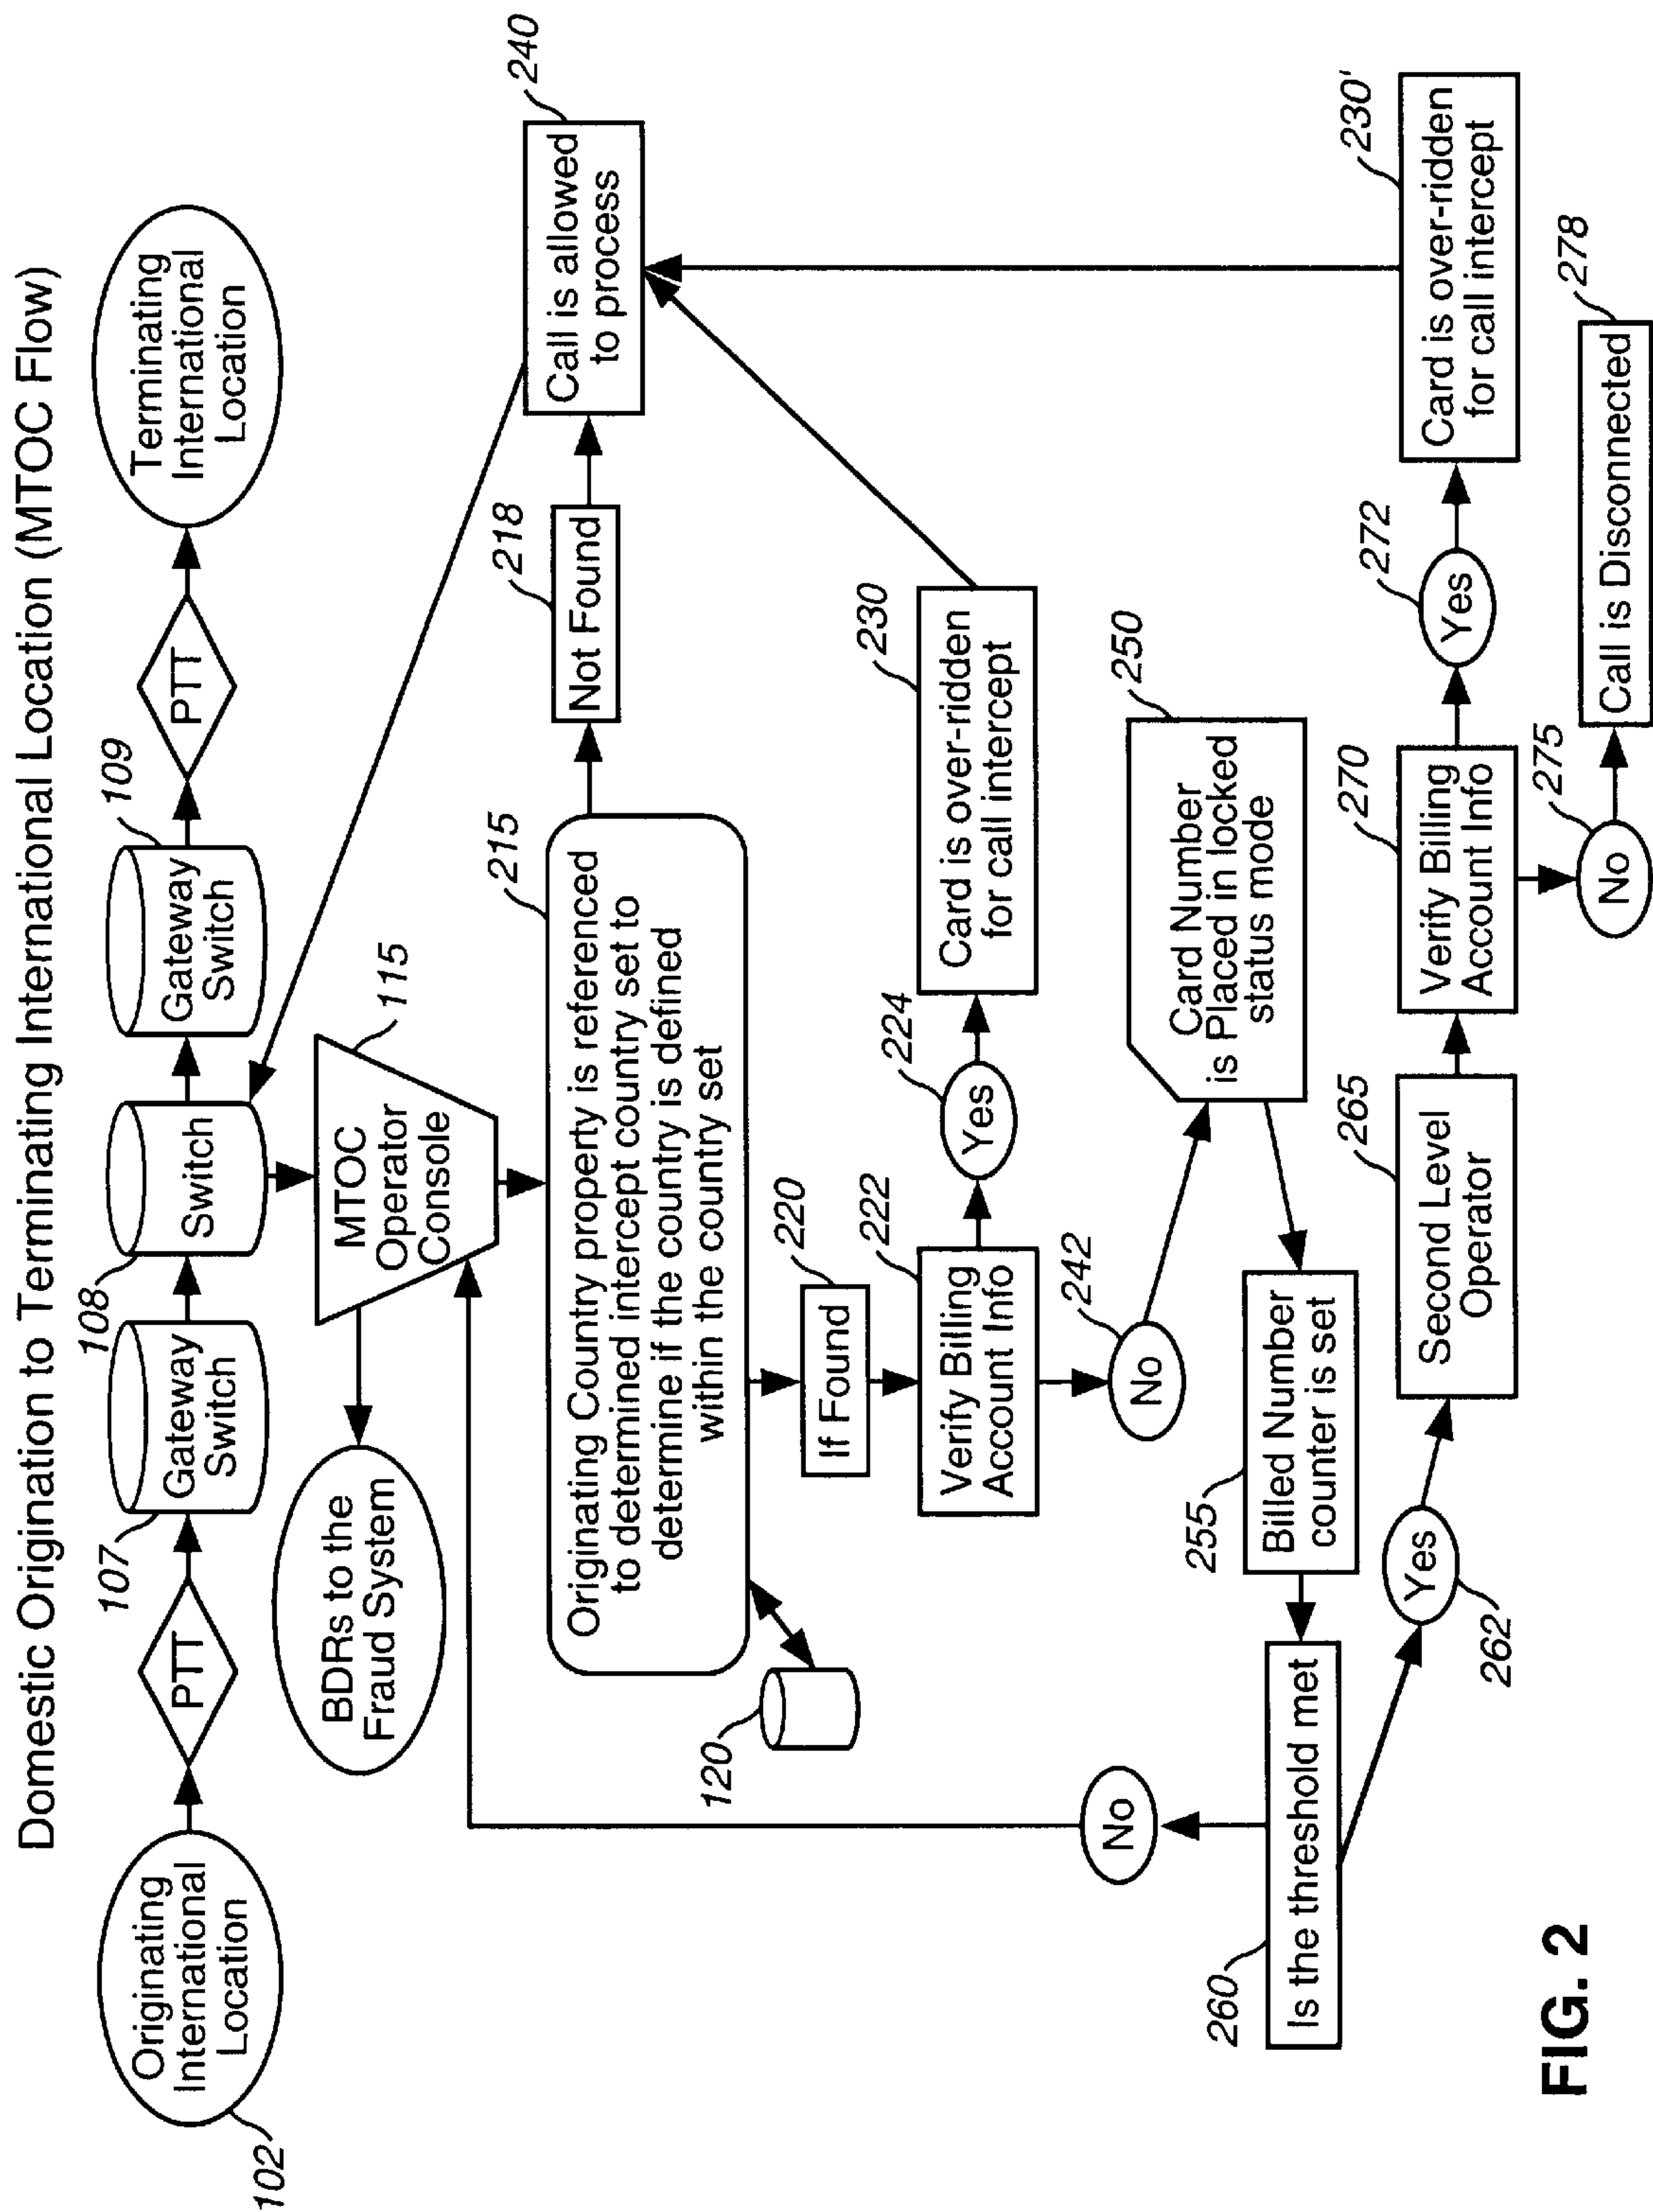 Domestic Origination to Terminating International Location (MTOC Flow)
Originating
International
Location
102
PTT
107
Gateway
Switch
108
Switch
109
Gateway
Switch
PTT
Terminating
International
Location
BDRs to the
Fraud System
MTOC
Operator
Console
115
215
Originating Country property is referenced
to determined intercept country set to
determine if the country is defined
within the country set
120
218
Not Found
240
Call is allowed
to process
220
If Found
222
Verify Billing
Account Info
224
Yes
230
Card is over-ridden
for call intercept
242
No
250
Card Number
is Placed in locked
status mode
255
Billed Number
counter is set
260
Is the threshold met
No
262
Yes
265
Second Level
Operator
270
Verify Billing
Account Info
272
Yes
230'
Card is over-ridden
for call intercept
275
No
278
Call is Disconnected
FIG. 2